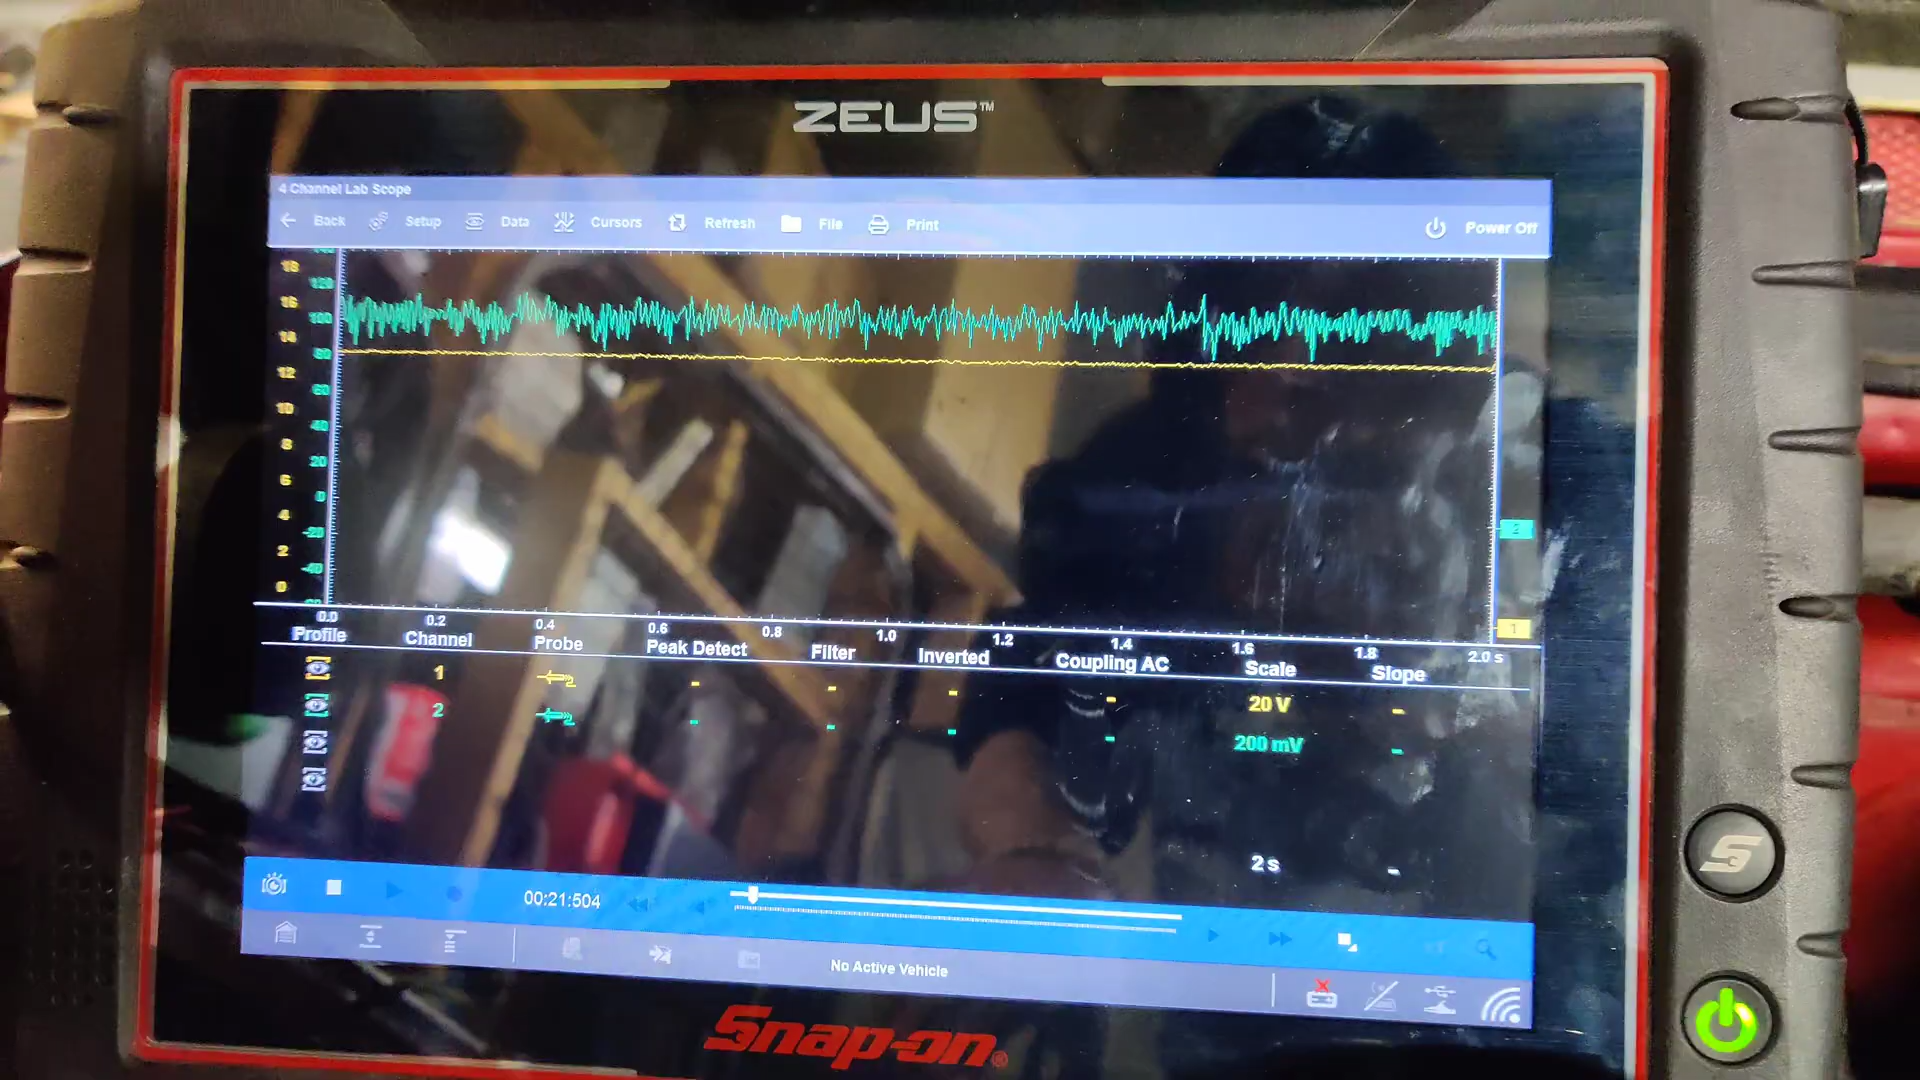 ZEUS™
4 Channel Lab Scope
Back Setup Data Cursors Refresh File Print Power Off
18
16
14
12
10
8
6
4
2
0
120
100
80
60
40
20
0
-20
-40
2
1
0.0 0.2 0.4 0.6 0.8 1.0 1.2 1.4 1.6 1.8 2.0 s
Profile Channel Probe Peak Detect Filter Inverted Coupling AC Scale Slope
1 - - - - 20 V -
2 - - - - 200 mV -
2 s -
00:21:504
No Active Vehicle
Snap-on®
S